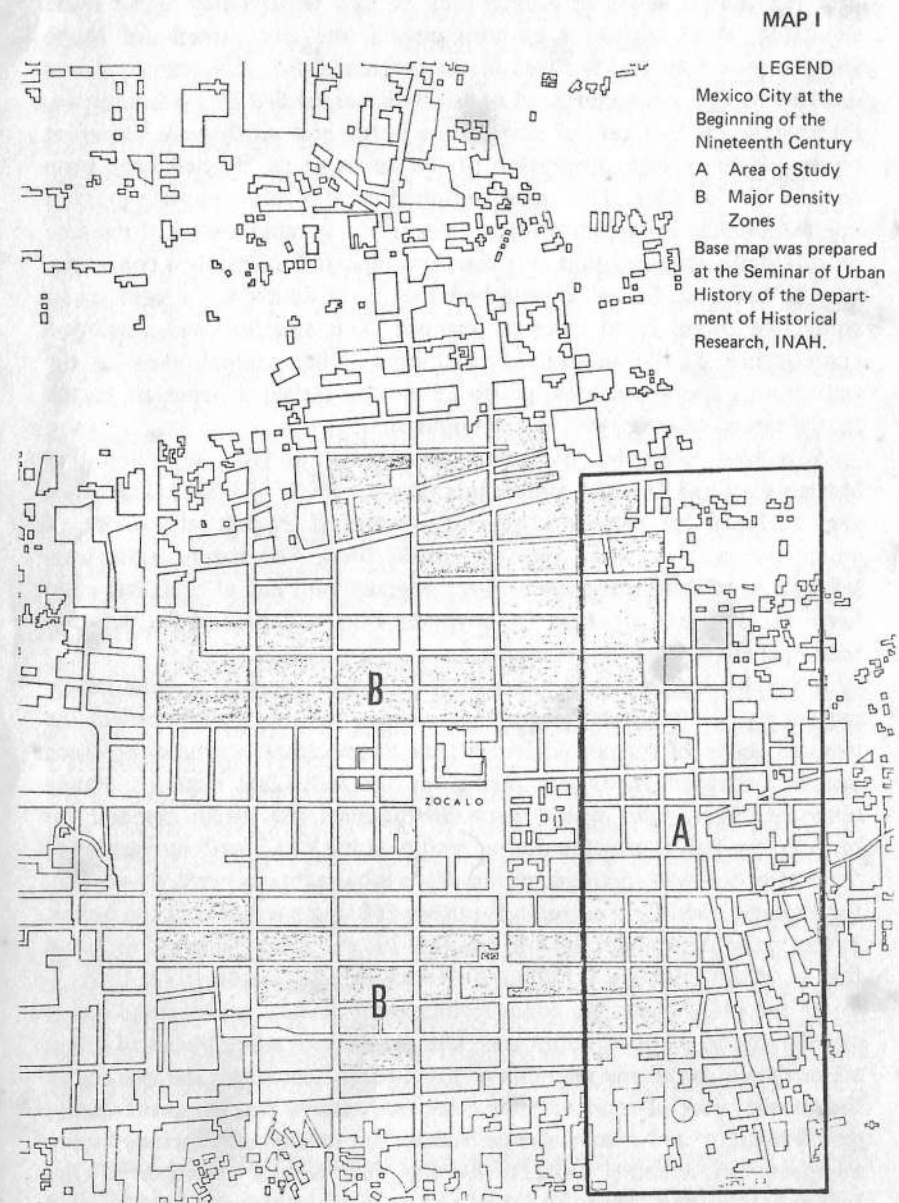 MAP I
LEGEND
Mexico City at the
Beginning of the
Nineteenth Century
A Area of Study
B Major Density
Zones
Base map was prepared
at the Seminar of Urban
History of the Depart-
ment of Historical
Research, INAH.
B
ZOCALO
A
B